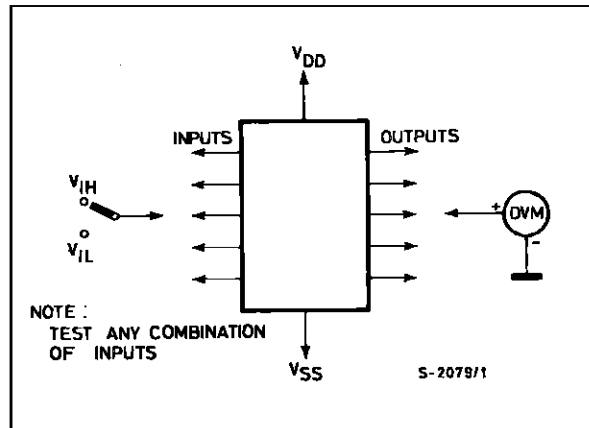 VDD
INPUTS
OUTPUTS
VIH
VIL
+
DVM
-
NOTE :
TEST ANY COMBINATION
OF INPUTS
VSS
S-2079/1